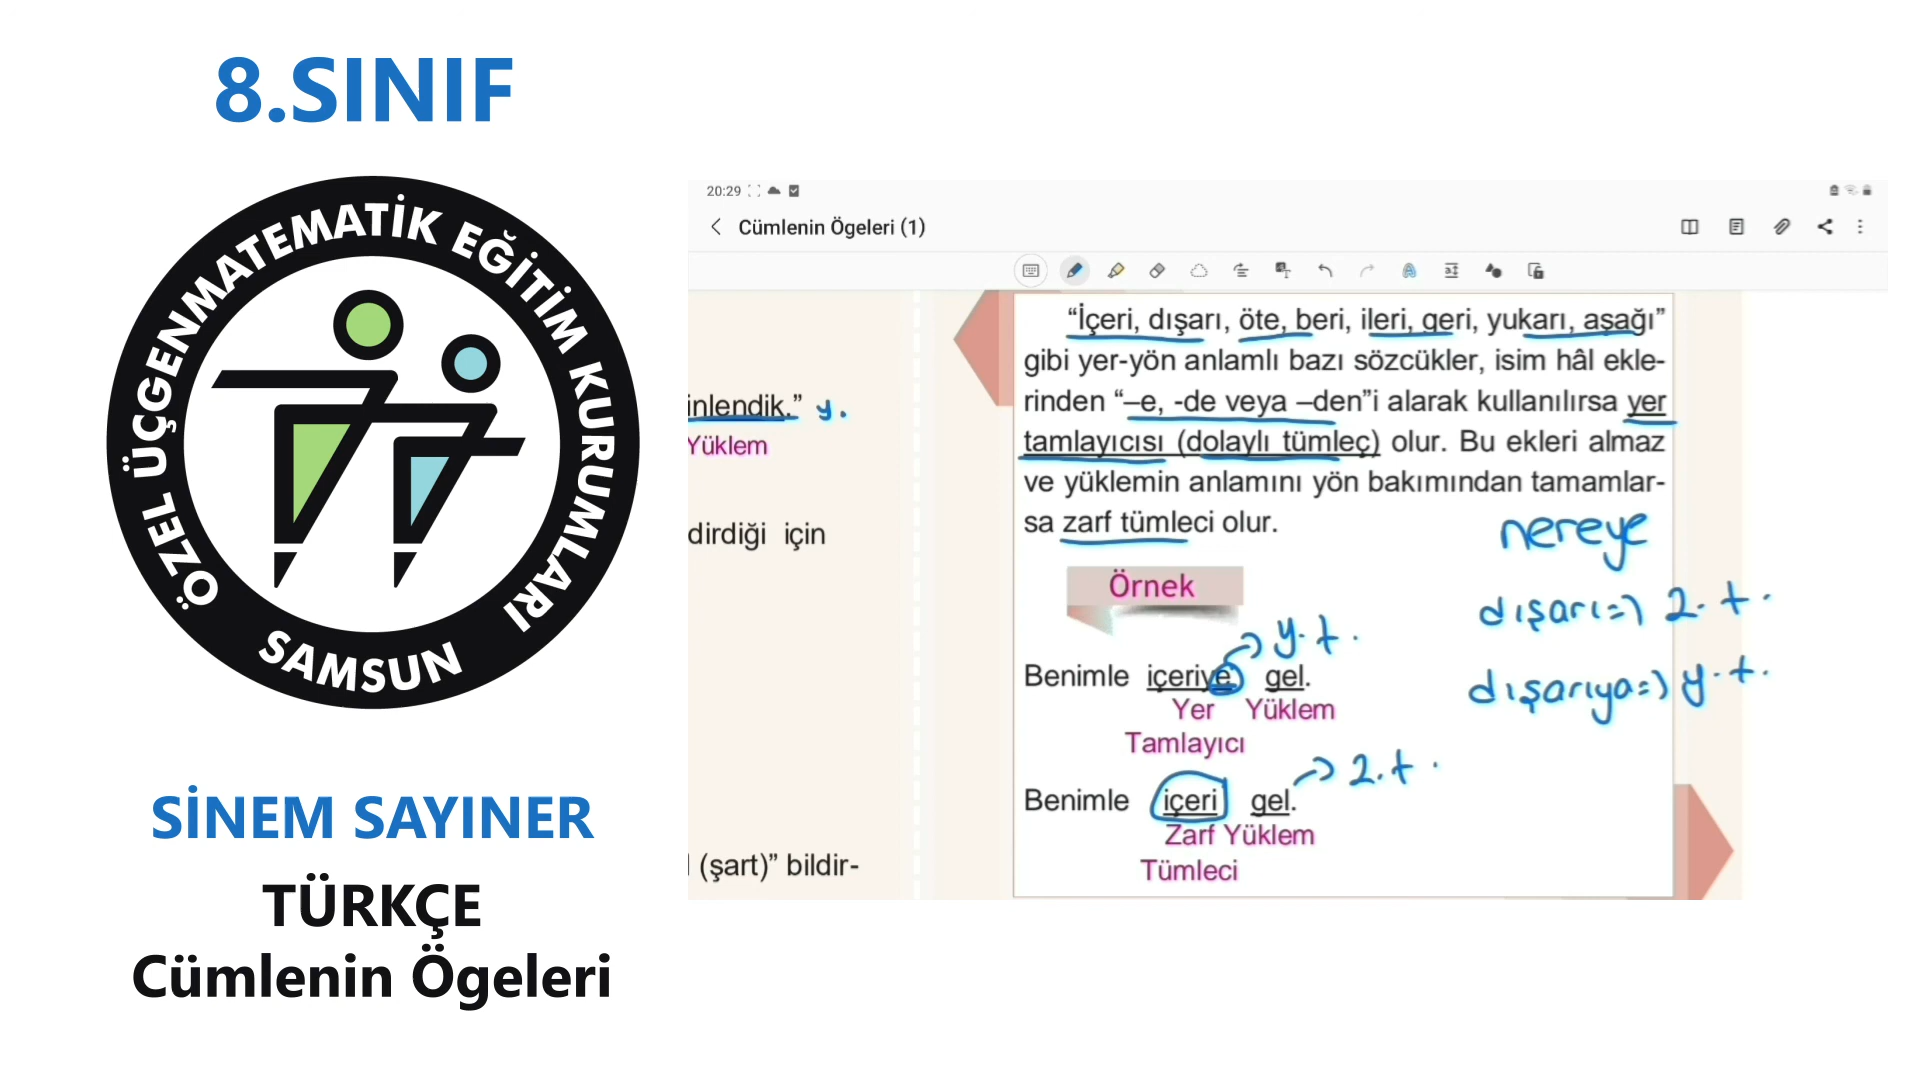 8.SINIF
ÖZEL ÜÇGENMATEMATİK EĞİTİM KURUMLARI
SAMSUN
SİNEM SAYINER
TÜRKÇE
Cümlenin Ögeleri
20:29
Cümlenin Ögeleri (1)
inlendik.” y.
Yüklem
dirdiği için
(şart)” bildir-
“İçeri, dışarı, öte, beri, ileri, geri, yukarı, aşağı”
gibi yer-yön anlamlı bazı sözcükler, isim hâl ekle-
rinden “–e, -de veya –den”i alarak kullanılırsa yer
tamlayıcısı (dolaylı tümleç) olur. Bu ekleri almaz
ve yüklemin anlamını yön bakımından tamamlar-
sa zarf tümleci olur.
nereye
Örnek
dışarı=) z.t.
y.t.
Benimle içeriye gel.
dışarıya=) y.t.
Yer Yüklem
Tamlayıcı
z.t.
Benimle içeri gel.
Zarf Yüklem
Tümleci